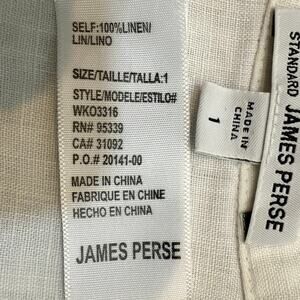 SELF:100%LINEN/
LIN/LINO
SIZE/TAILLE/TALLA:1
STYLE/MODELE/ESTILO#
WKO3316
RN# 95339
CA# 31092
P.O.# 20141-00
MADE IN CHINA
FABRIQUE EN CHINE
HECHO EN CHINA
JAMES PERSE
MADE IN
CHINA
1
STANDARD JAMES PERSE